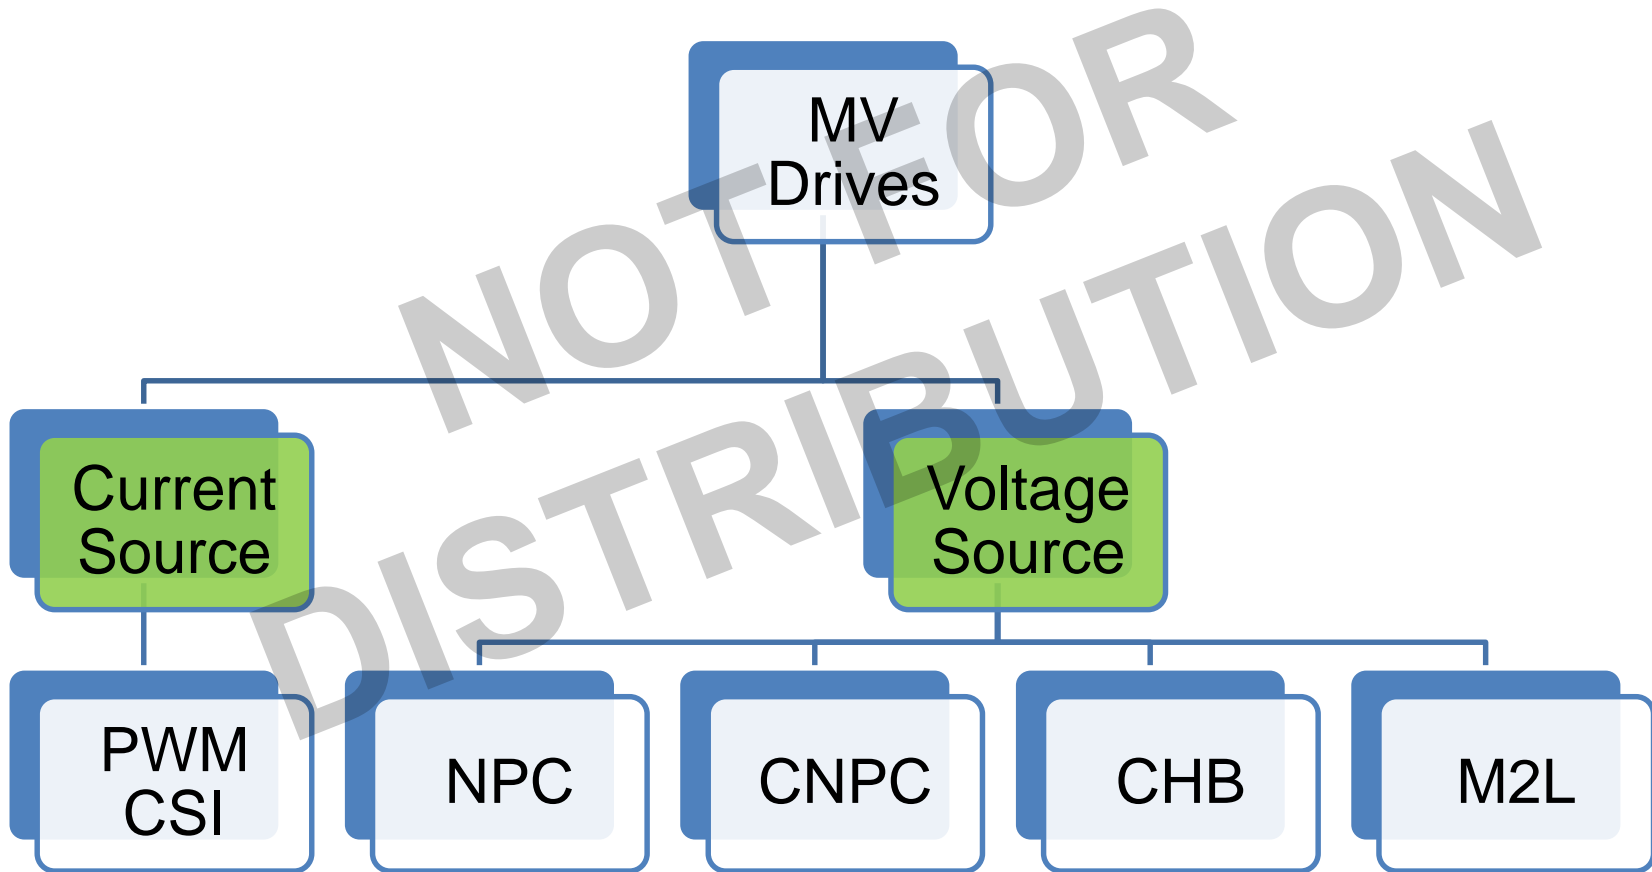 MV
Drives
NOT FOR
DISTRIBUTION
Current
Source
Voltage
Source
PWM
CSI
NPC
CNPC
CHB
M2L